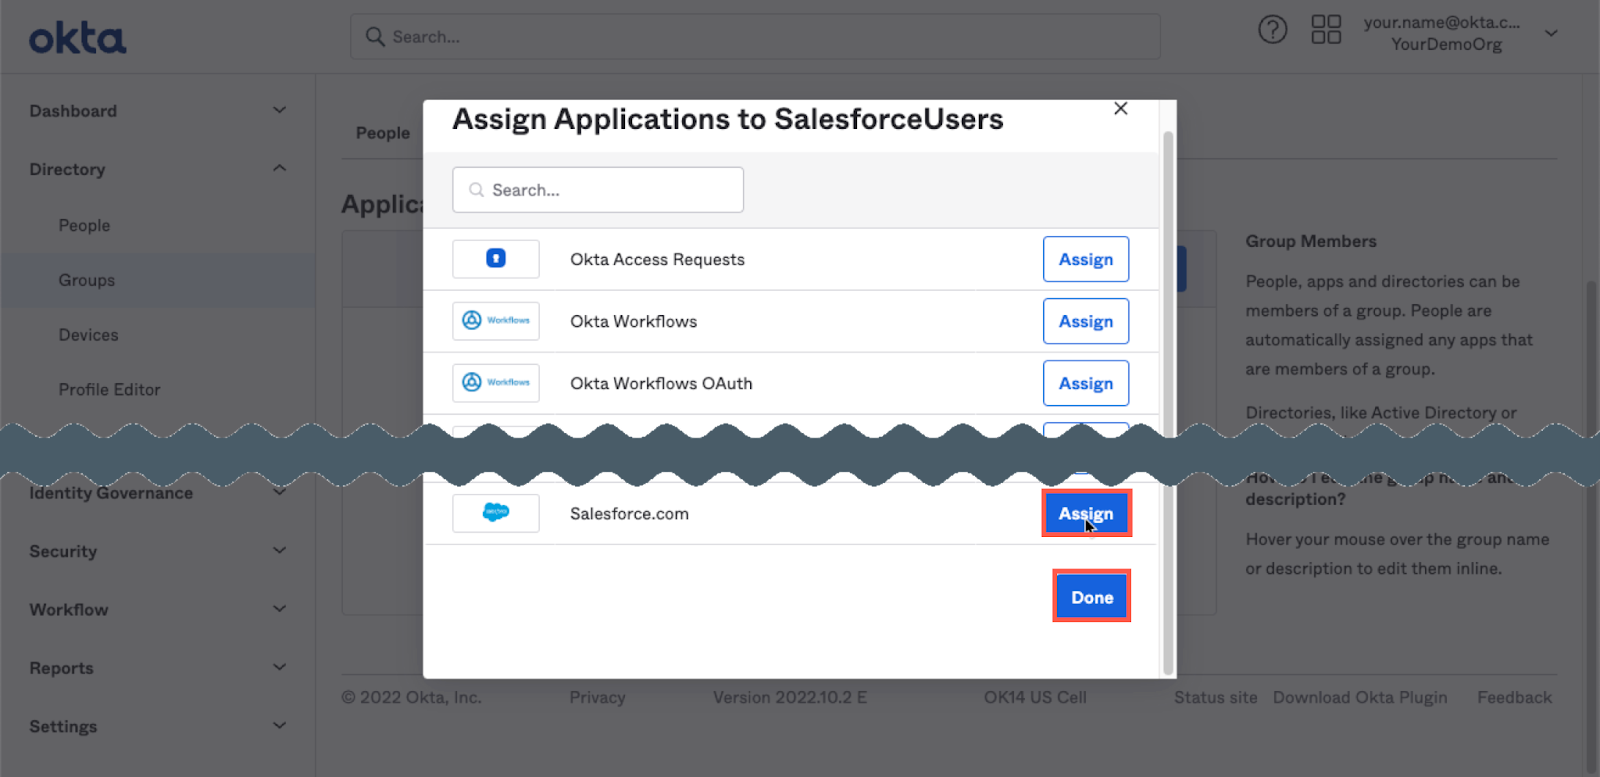 okta
Search...
your.name@okta.c...
YourDemoOrg
Dashboard
Directory
People
Groups
Devices
Profile Editor
Identity Governance
Security
Workflow
Reports
Settings
People
Assign Applications to SalesforceUsers
Search...
Okta Access Requests
Assign
Workflows
Okta Workflows
Assign
Workflows
Okta Workflows OAuth
Assign
Salesforce.com
Assign
Done
Group Members
People, apps and directories can be
members of a group. People are
automatically assigned any apps that
are members of a group.
Directories, like Active Directory or
description?
Hover your mouse over the group name
or description to edit them inline.
© 2022 Okta, Inc.
Privacy
Version 2022.10.2 E
OK14 US Cell
Status site
Download Okta Plugin
Feedback